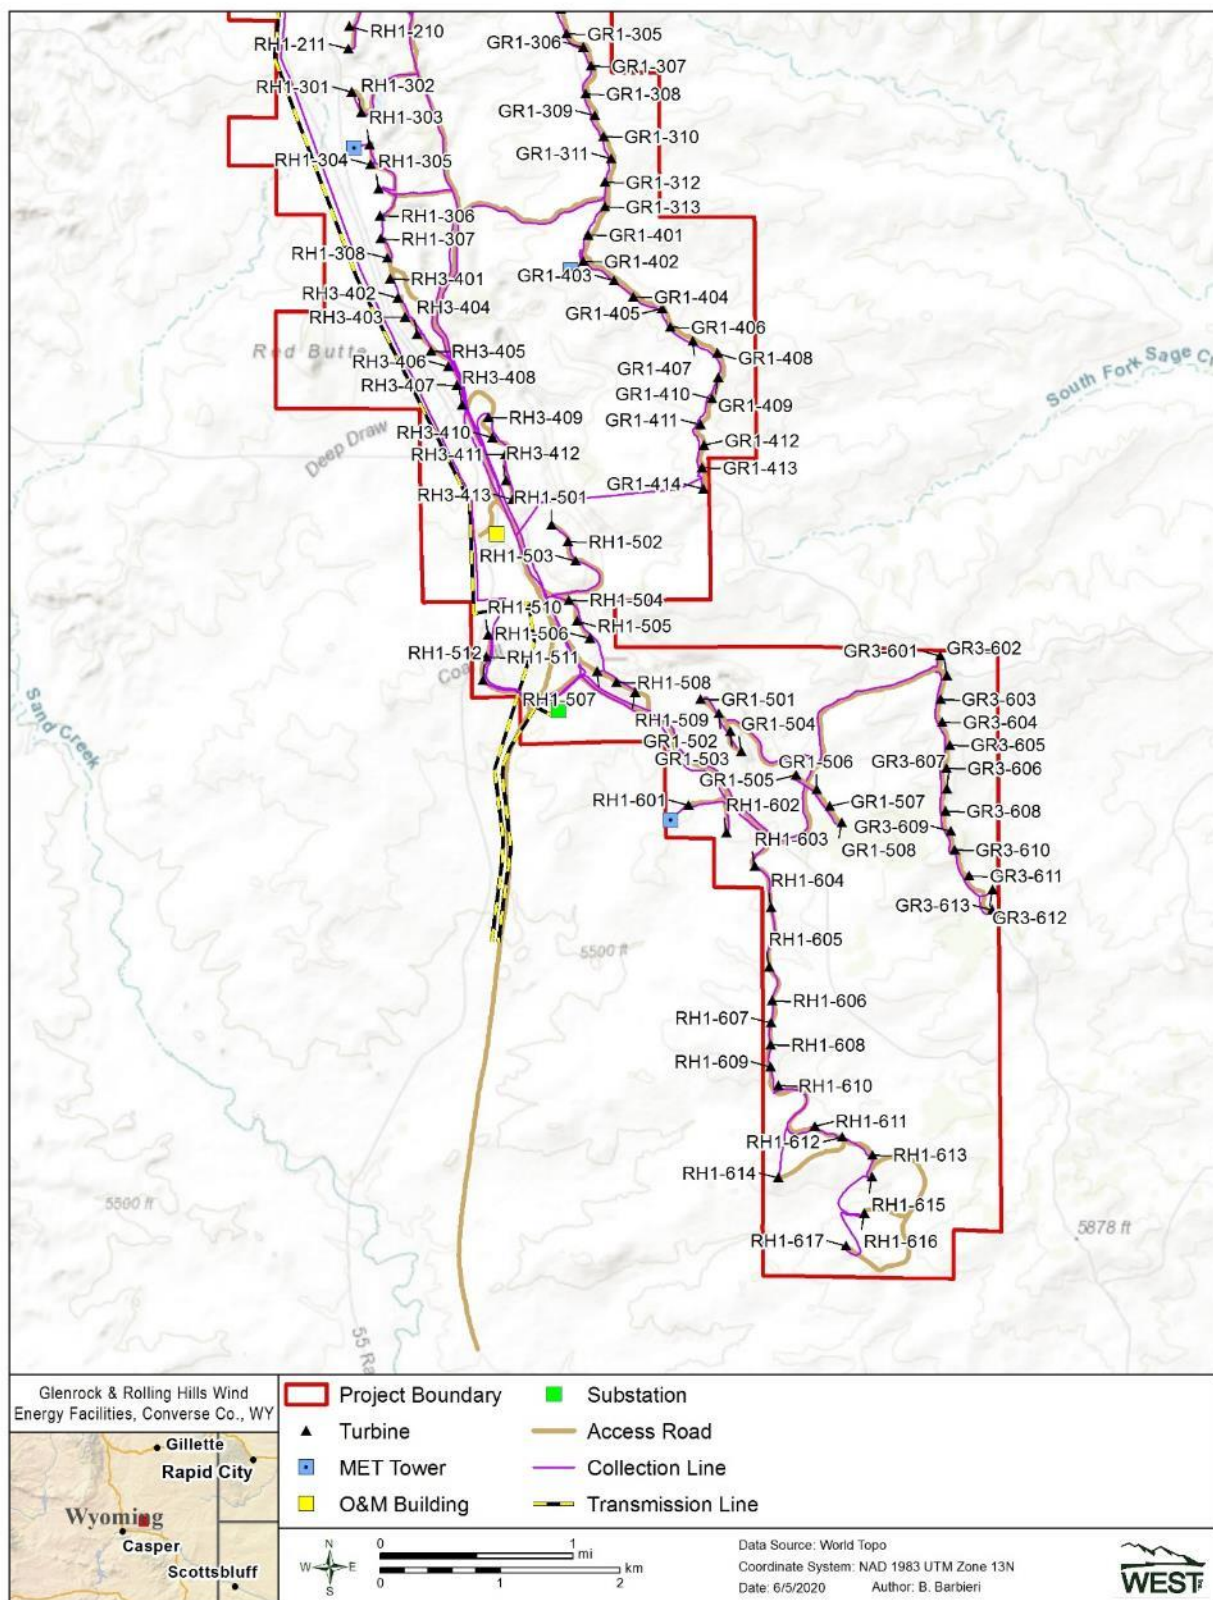 RH1-210
RH1-211
GR1-305
GR1-306
GR1-307
RH1-301
RH1-302
GR1-308
RH1-303
GR1-309
GR1-310
RH1-304
RH1-305
GR1-311
GR1-312
GR1-313
RH1-306
RH1-307
GR1-401
RH1-308
GR1-402
RH3-401
GR1-403
RH3-402
RH3-404
GR1-404
RH3-403
GR1-405
GR1-406
Red Butte
RH3-405
RH3-406
GR1-407
GR1-408
RH3-407
RH3-408
South Fork Sage Cr
GR1-410
GR1-409
RH3-409
GR1-411
Deep Draw
RH3-410
GR1-412
RH3-411
RH3-412
GR1-413
GR1-414
RH3-413
RH1-501
RH1-502
RH1-503
RH1-510
RH1-504
RH1-506
RH1-505
RH1-512
RH1-511
GR3-601
GR3-602
RH1-508
GR1-501
RH1-507
GR3-603
RH1-509
GR1-504
GR3-604
GR1-502
GR3-605
GR1-503
GR1-506
GR3-607
GR3-606
GR1-505
Sand Creek
RH1-601
RH1-602
GR1-507
GR3-608
GR3-609
RH1-603
GR1-508
GR3-610
RH1-604
GR3-611
GR3-613
GR3-612
RH1-605
5500 ft
RH1-606
RH1-607
RH1-608
RH1-609
RH1-610
RH1-611
RH1-612
RH1-613
RH1-614
5500 ft
RH1-615
5878 ft
RH1-617
RH1-616
55 Ra
Glenrock & Rolling Hills Wind
Energy Facilities, Converse Co., WY
Gillette
Rapid City
Wyoming
Casper
Scottsbluff
Project Boundary
Substation
Turbine
Access Road
MET Tower
Collection Line
O&M Building
Transmission Line
N
W
E
S
0 1
mi
km
0 1 2
Data Source: World Topo
Coordinate System: NAD 1983 UTM Zone 13N
Date: 6/5/2020 Author: B. Barbieri
WEST